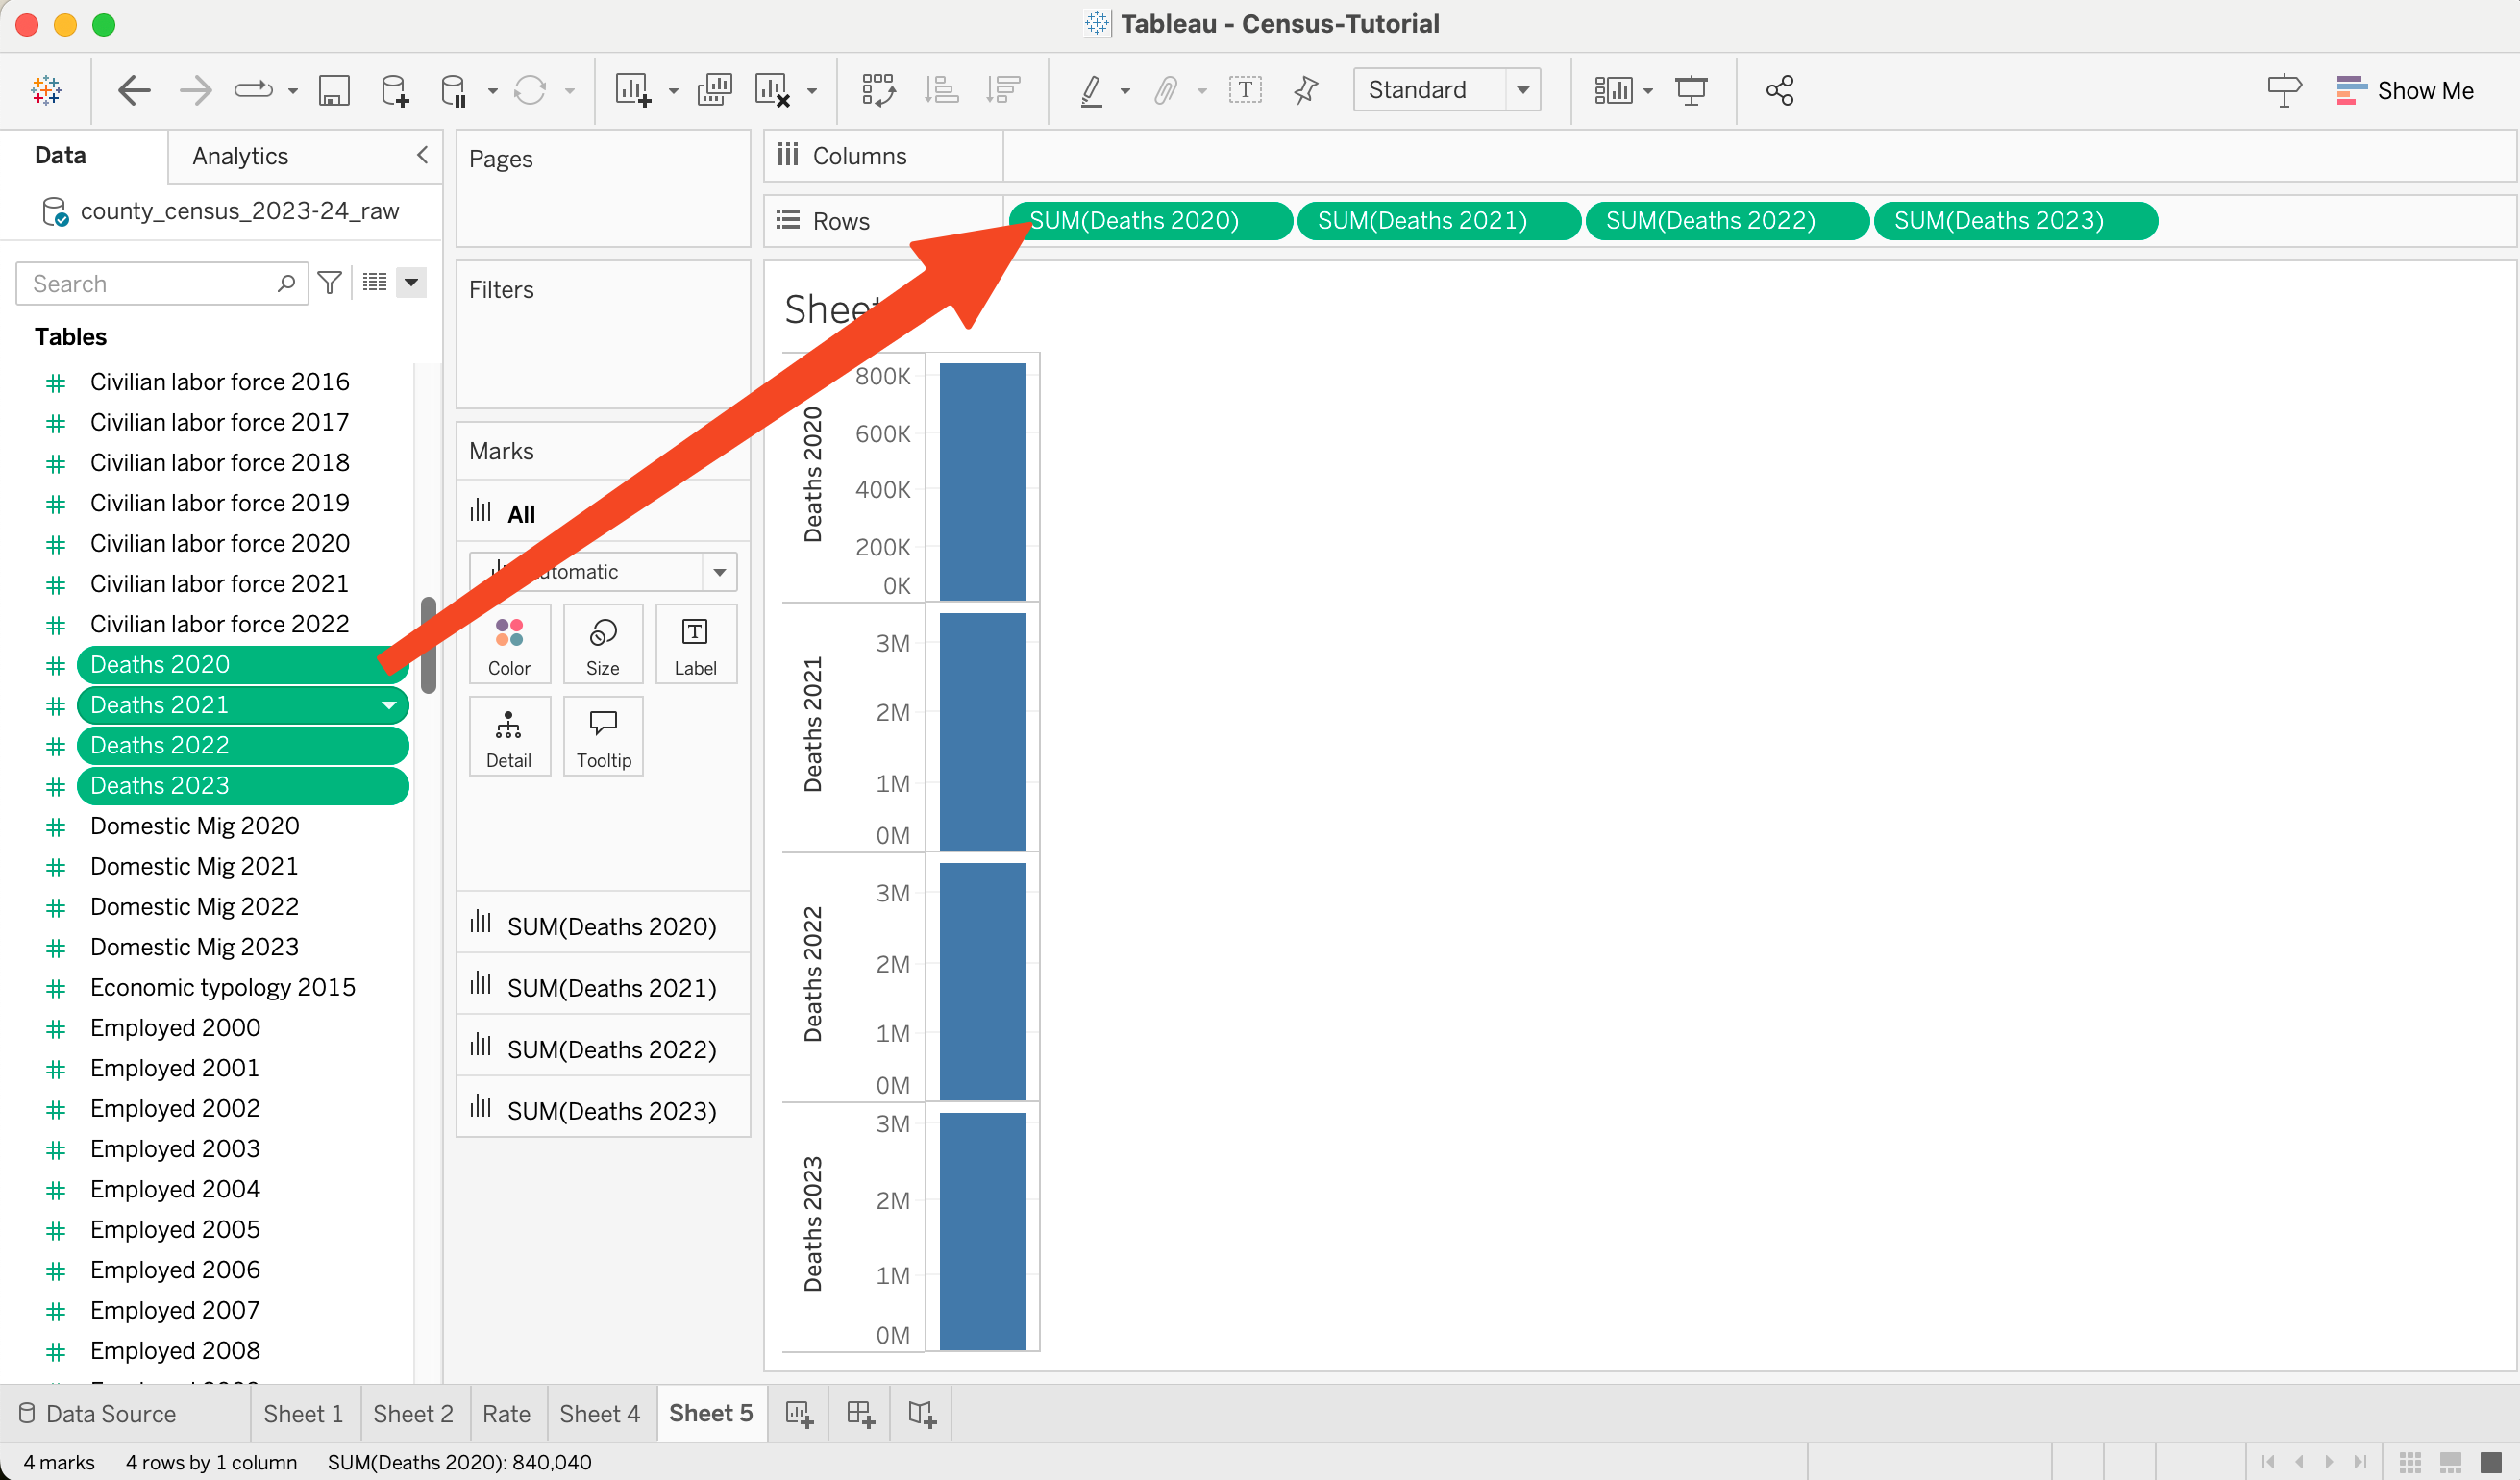 Tableau - Census-Tutorial
Standard
Show Me
Data
Analytics
county_census_2023-24_raw
Search
Tables
Civilian labor force 2016
Civilian labor force 2017
Civilian labor force 2018
Civilian labor force 2019
Civilian labor force 2020
Civilian labor force 2021
Civilian labor force 2022
Deaths 2020
Deaths 2021
Deaths 2022
Deaths 2023
Domestic Mig 2020
Domestic Mig 2021
Domestic Mig 2022
Domestic Mig 2023
Economic typology 2015
Employed 2000
Employed 2001
Employed 2002
Employed 2003
Employed 2004
Employed 2005
Employed 2006
Employed 2007
Employed 2008
Pages
Filters
Marks
All
Color
Size
Label
Detail
Tooltip
SUM(Deaths 2020)
SUM(Deaths 2021)
SUM(Deaths 2022)
SUM(Deaths 2023)
Columns
Rows
SUM(Deaths 2020)
SUM(Deaths 2021)
SUM(Deaths 2022)
SUM(Deaths 2023)
Deaths 2020
800K
600K
400K
200K
0K
Deaths 2021
3M
2M
1M
0M
Deaths 2022
3M
2M
1M
0M
Deaths 2023
3M
2M
1M
0M
Data Source
Sheet 1
Sheet 2
Rate
Sheet 4
Sheet 5
4 marks
4 rows by 1 column
SUM(Deaths 2020): 840,040